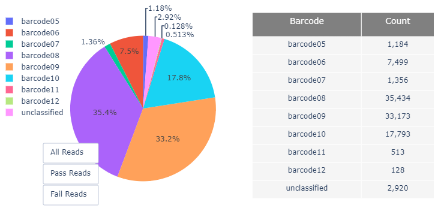 barcode05
barcode06
barcode07
barcode08
barcode09
barcode10
barcode11
barcode12
unclassified
1.18%
2.92%
0.128%
0.513%
1.36%
7.5%
17.8%
35.4%
33.2%
All Reads
Pass Reads
Fail Reads
Barcode Count
barcode05 1,184
barcode06 7,499
barcode07 1,356
barcode08 35,434
barcode09 33,173
barcode10 17,793
barcode11 513
barcode12 128
unclassified 2,920